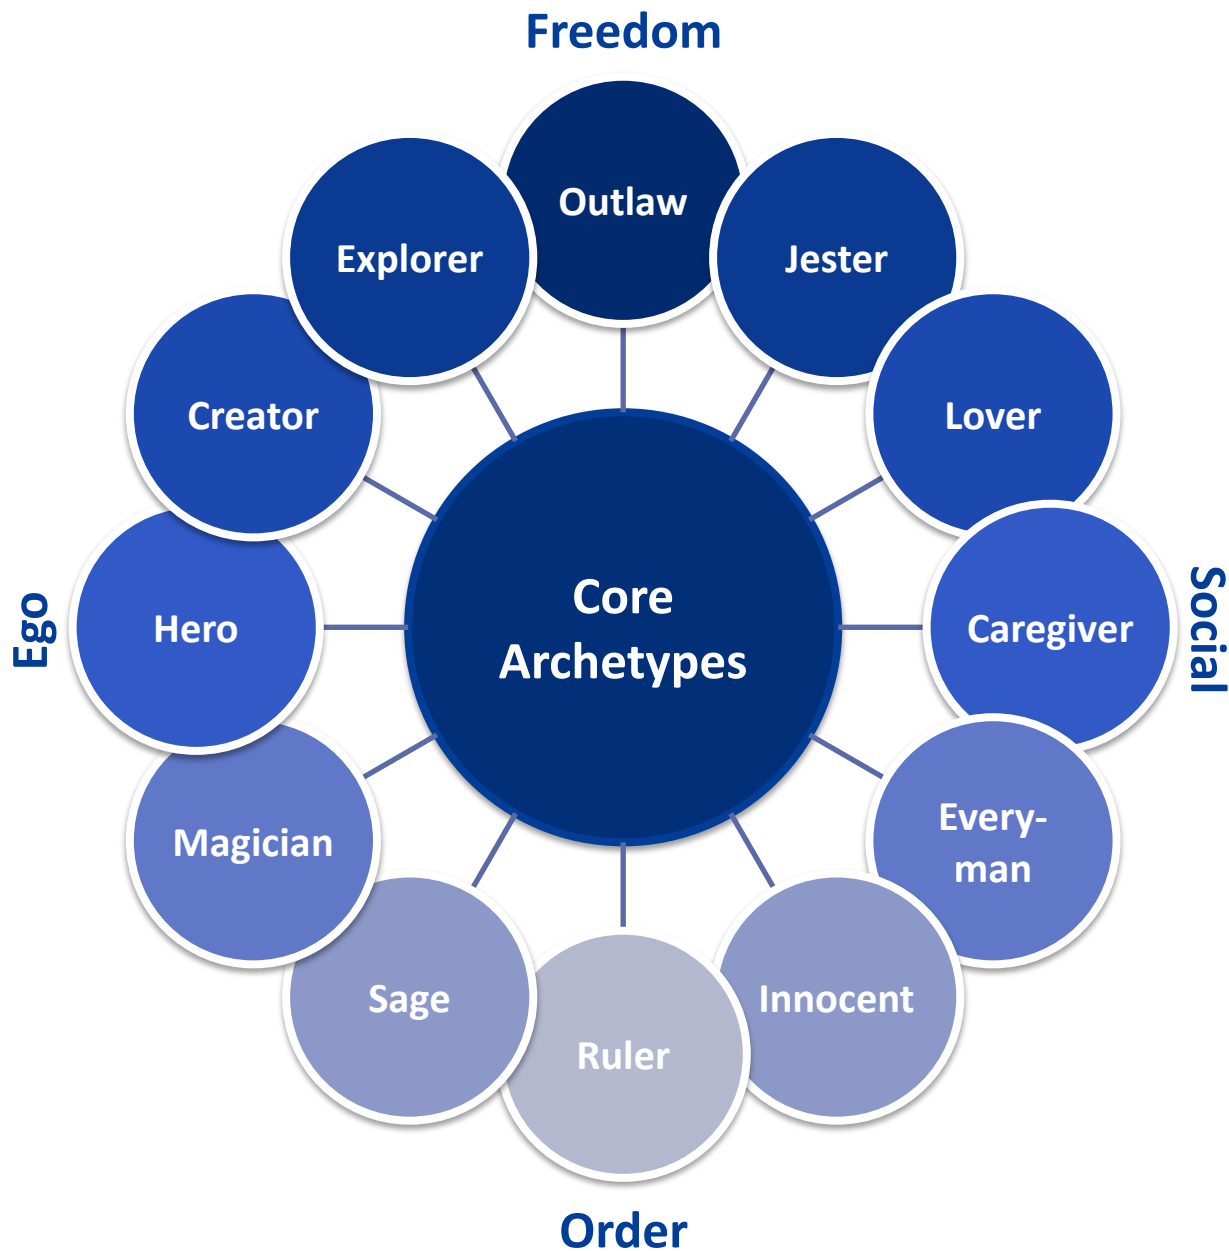 Freedom
Outlaw
Explorer
Jester
Creator
Lover
Core
Archetypes
Ego
Hero
Caregiver
Social
Magician
Every-
man
Sage
Innocent
Ruler
Order